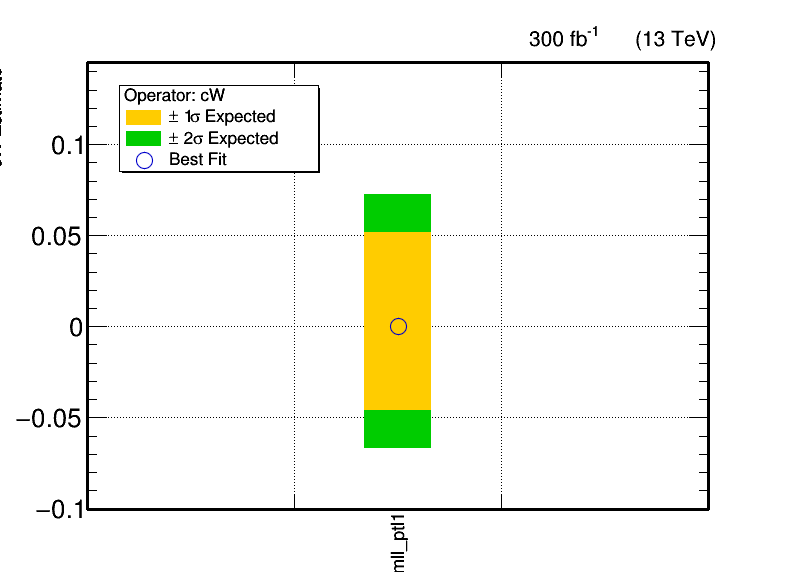 300 fb-1 (13 TeV)
Operator: cW
± 1σ Expected
± 2σ Expected
Best Fit
0.1
0.05
0
−0.05
−0.1
mll_ptl1